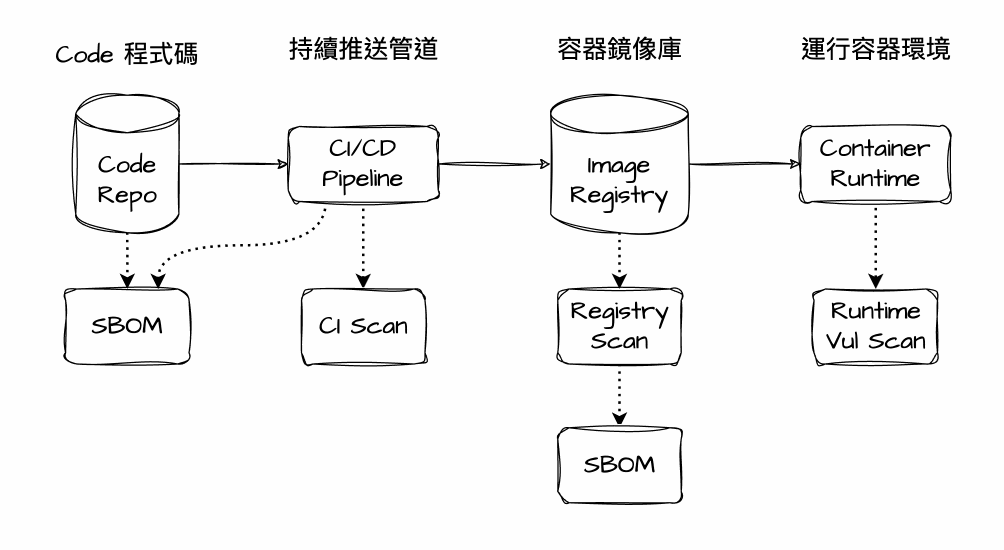 Code 程式碼
持續推送管道
容器鏡像庫
運行容器環境
Code
Repo
CI/CD
Pipeline
Image
Registry
Container
Runtime
SBOM
CI Scan
Registry
Scan
Runtime
Vul Scan
SBOM